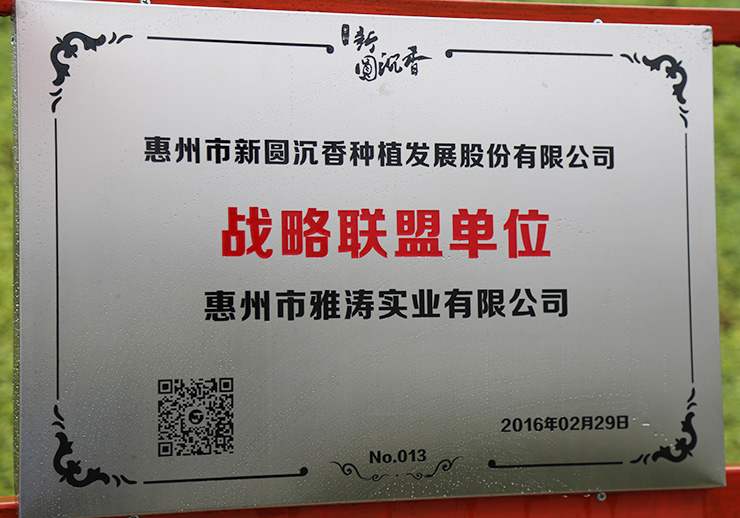 新
圆沉香
惠州市新圆沉香种植发展股份有限公司
战略联盟单位
惠州市雅涛实业有限公司
2016年02月29日
No.013